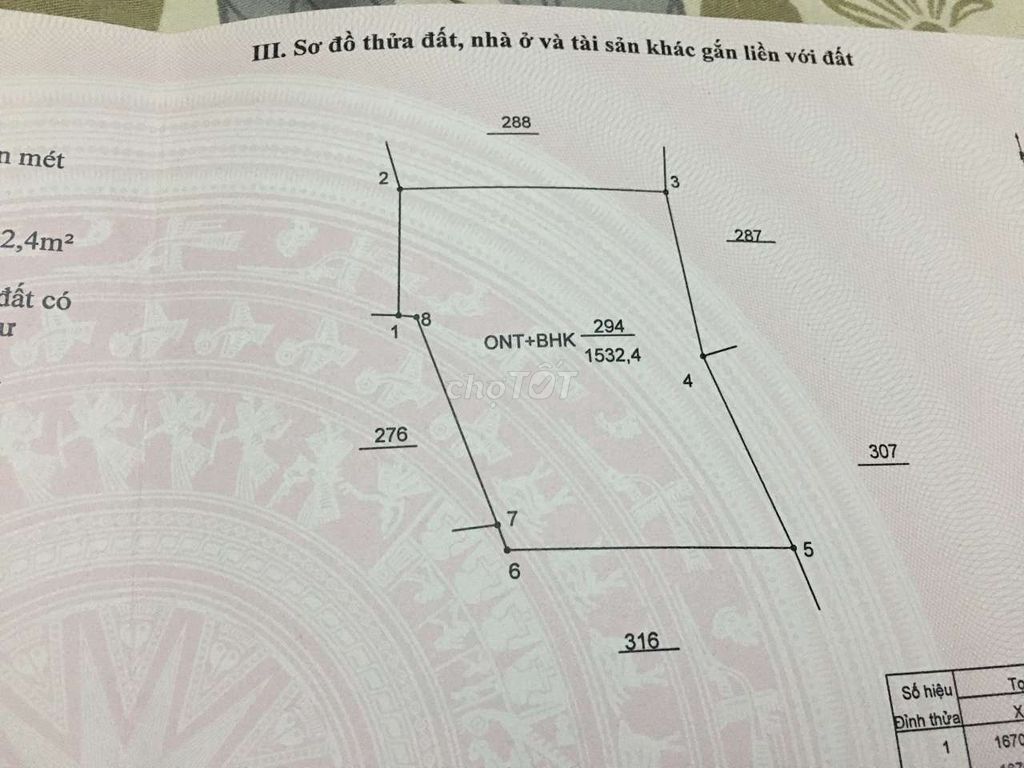 III. Sơ đồ thửa đất, nhà ở và tài sản khác gắn liền với đất
288
n mét
2
3
2,4m²
287
đất có
ư
1
8
ONT+BHK
294
1532,4
4
chợTỐT
276
307
7
5
6
316
Số hiệu
Đỉnh thửa
X
1
1670